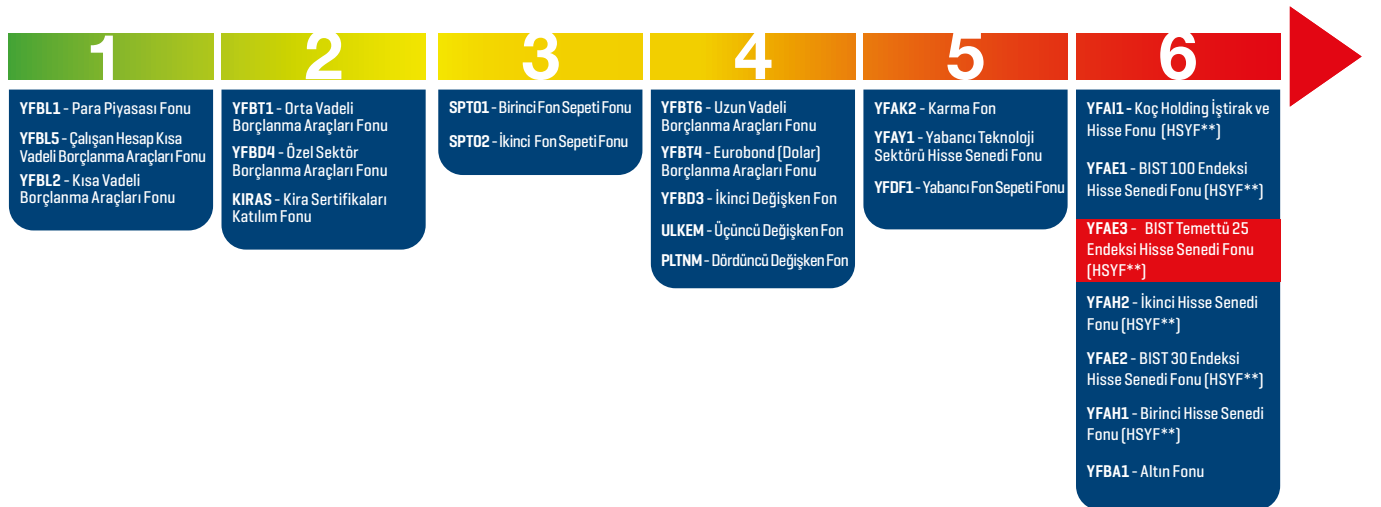 1
YFBL1 - Para Piyasası Fonu
YFBL5 - Çalışan Hesap Kısa
Vadeli Borçlanma Araçları Fonu
YFBL2 - Kısa Vadeli
Borçlanma Araçları Fonu
2
YFBT1 - Orta Vadeli
Borçlanma Araçları Fonu
YFBD4 - Özel Sektör
Borçlanma Araçları Fonu
KIRAS - Kira Sertifikaları
Katılım Fonu
3
SPT01 - Birinci Fon Sepeti Fonu
SPT02 - İkinci Fon Sepeti Fonu
4
YFBT6 - Uzun Vadeli
Borçlanma Araçları Fonu
YFBT4 - Eurobond (Dolar)
Borçlanma Araçları Fonu
YFBD3 - İkinci Değişken Fon
ULKEM - Üçüncü Değişken Fon
PLTNM - Dördüncü Değişken Fon
5
YFAK2 - Karma Fon
YFAY1 - Yabancı Teknoloji
Sektörü Hisse Senedi Fonu
YFDF1 - Yabancı Fon Sepeti Fonu
6
YFAI1 - Koç Holding İştirak ve
Hisse Fonu (HSYF**)
YFAE1 - BIST 100 Endeksi
Hisse Senedi Fonu (HSYF**)
YFAE3 - BIST Temettü 25
Endeksi Hisse Senedi Fonu
(HSYF**)
YFAH2 - İkinci Hisse Senedi
Fonu (HSYF**)
YFAE2 - BIST 30 Endeksi
Hisse Senedi Fonu (HSYF**)
YFAH1 - Birinci Hisse Senedi
Fonu (HSYF**)
YFBA1 - Altın Fonu